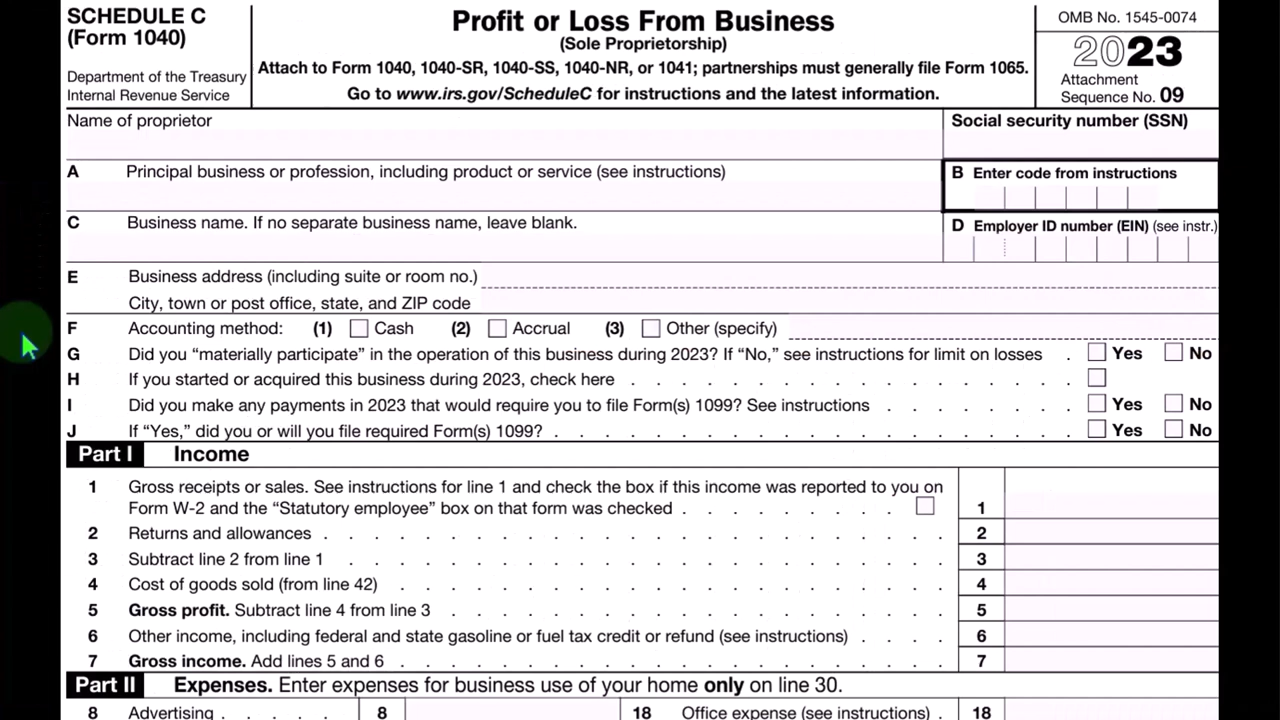 SCHEDULE C
(Form 1040)
Department of the Treasury
Internal Revenue Service
Profit or Loss From Business
(Sole Proprietorship)
Attach to Form 1040, 1040-SR, 1040-SS, 1040-NR, or 1041; partnerships must generally file Form 1065.
Go to www.irs.gov/ScheduleC for instructions and the latest information.
OMB No. 1545-0074
2023
Attachment
Sequence No. 09
Name of proprietor
Social security number (SSN)
A Principal business or profession, including product or service (see instructions)
B Enter code from instructions
C Business name. If no separate business name, leave blank.
D Employer ID number (EIN) (see instr.)
E Business address (including suite or room no.)
City, town or post office, state, and ZIP code
F Accounting method: (1) Cash (2) Accrual (3) Other (specify)
G Did you “materially participate” in the operation of this business during 2023? If “No,” see instructions for limit on losses . Yes No
H If you started or acquired this business during 2023, check here . . . . . . . . . . . . . . . . .
I Did you make any payments in 2023 that would require you to file Form(s) 1099? See instructions . . . . . . . Yes No
J If “Yes,” did you or will you file required Form(s) 1099? . . . . . . . . . . . . . . . . . . . Yes No
Part I Income
1 Gross receipts or sales. See instructions for line 1 and check the box if this income was reported to you on
Form W-2 and the “Statutory employee” box on that form was checked . . . . . . . . . 1
2 Returns and allowances . . . . . . . . . . . . . . . . . . . . . . 2
3 Subtract line 2 from line 1 . . . . . . . . . . . . . . . . . . . . . 3
4 Cost of goods sold (from line 42) . . . . . . . . . . . . . . . . . . . 4
5 Gross profit. Subtract line 4 from line 3 . . . . . . . . . . . . . . . . . 5
6 Other income, including federal and state gasoline or fuel tax credit or refund (see instructions) . . . . 6
7 Gross income. Add lines 5 and 6 . . . . . . . . . . . . . . . . . . . 7
Part II Expenses. Enter expenses for business use of your home only on line 30.
8 Advertising . . . . . 8
18 Office expense (see instructions) . 18